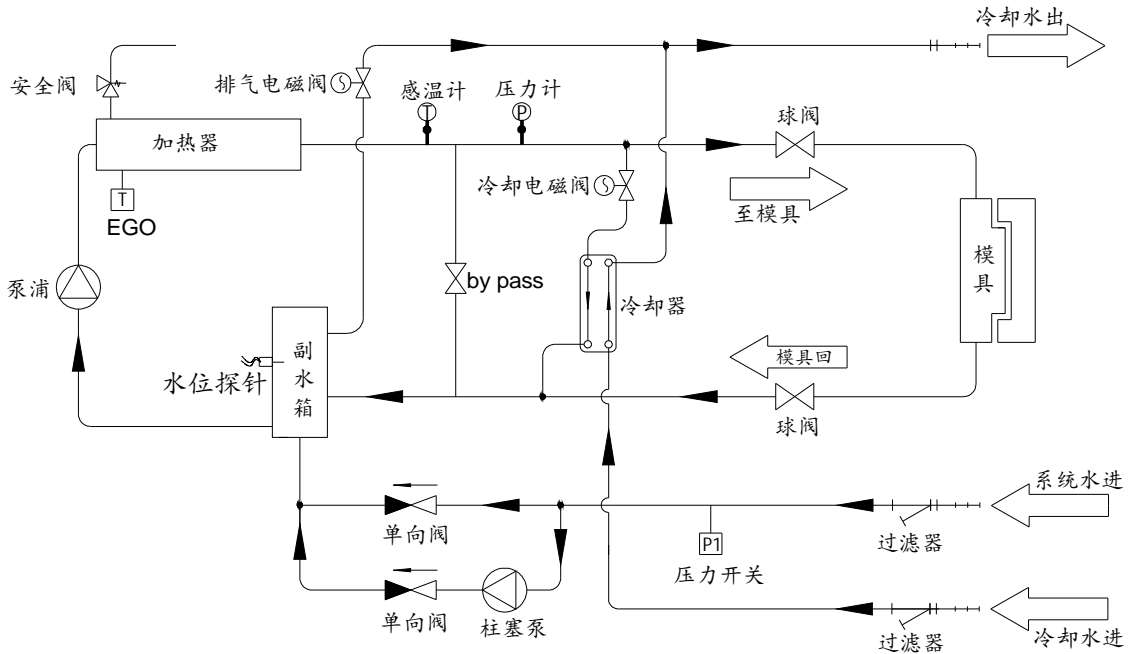 冷却水出
安全阀
排气电磁阀
感温计
压力计
球阀
T
P
加热器
冷却电磁阀
T
EGO
至模具
模具
泵浦
by pass
冷却器
副水箱
模具回
水位探针
球阀
系统水进
单向阀
P1
过滤器
压力开关
单向阀
柱塞泵
过滤器
冷却水进